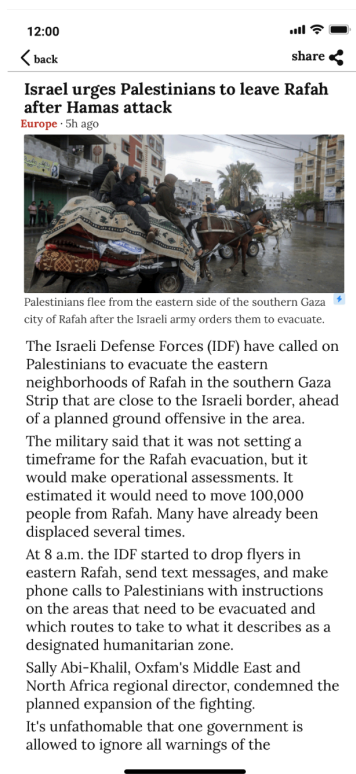 12:00
back
share
Israel urges Palestinians to leave Rafah
after Hamas attack
Europe · 5h ago
Palestinians flee from the eastern side of the southern Gaza
city of Rafah after the Israeli army orders them to evacuate.
The Israeli Defense Forces (IDF) have called on
Palestinians to evacuate the eastern
neighborhoods of Rafah in the southern Gaza
Strip that are close to the Israeli border, ahead
of a planned ground offensive in the area.
The military said that it was not setting a
timeframe for the Rafah evacuation, but it
would make operational assessments. It
estimated it would need to move 100,000
people from Rafah. Many have already been
displaced several times.
At 8 a.m. the IDF started to drop flyers in
eastern Rafah, send text messages, and make
phone calls to Palestinians with instructions
on the areas that need to be evacuated and
which routes to take to what it describes as a
designated humanitarian zone.
Sally Abi-Khalil, Oxfam's Middle East and
North Africa regional director, condemned the
planned expansion of the fighting.
It's unfathomable that one government is
allowed to ignore all warnings of the